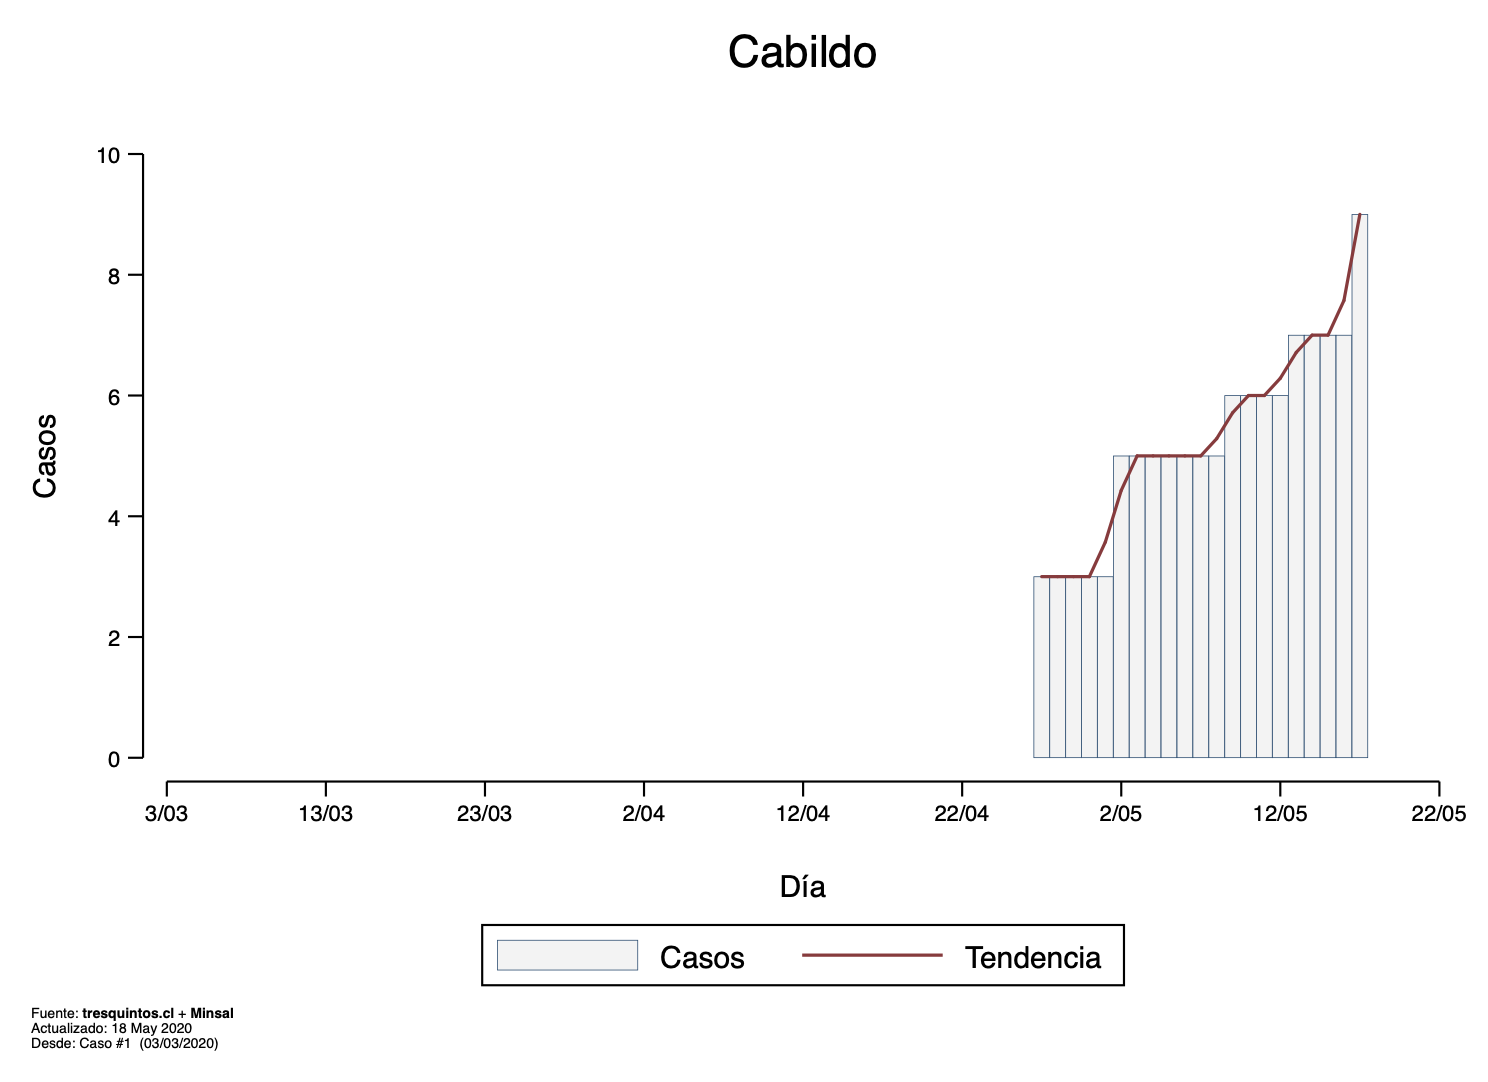 Cabildo
10
8
6
4
2
0
Casos
3/03 13/03 23/03 2/04 12/04 22/04 2/05 12/05 22/05
Día
Casos Tendencia
Fuente: tresquintos.cl + Minsal
Actualizado: 18 May 2020
Desde: Caso #1 (03/03/2020)